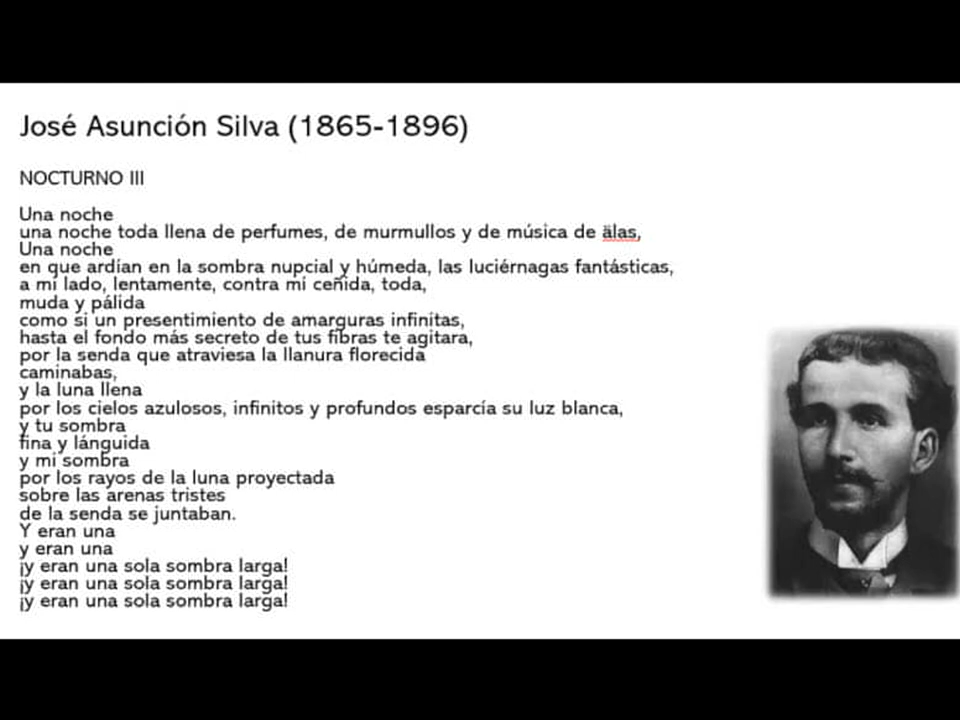 José Asunción Silva (1865-1896)
NOCTURNO III
Una noche
una noche toda llena de perfumes, de murmullos y de música de älas,
Una noche
en que ardían en la sombra nupcial y húmeda, las luciérnagas fantásticas,
a mi lado, lentamente, contra mí ceñida, toda,
muda y pálida
como si un presentimiento de amarguras infinitas,
hasta el fondo más secreto de tus fibras te agitara,
por la senda que atraviesa la llanura florecida
caminabas,
y la luna llena
por los cielos azulosos, infinitos y profundos esparcía su luz blanca,
y tu sombra
fina y lánguida
y mi sombra
por los rayos de la luna proyectada
sobre las arenas tristes
de la senda se juntaban.
Y eran una
y eran una
¡y eran una sola sombra larga!
¡y eran una sola sombra larga!
¡y eran una sola sombra larga!